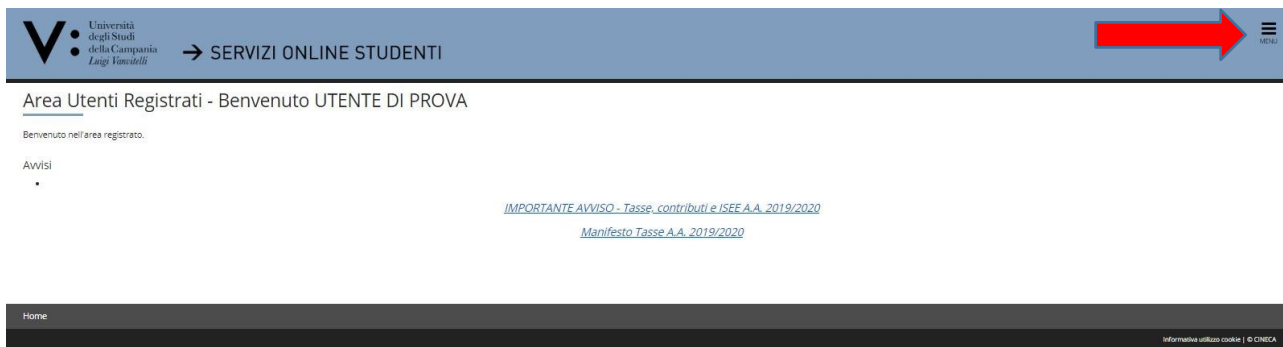 Università
degli Studi
della Campania
Luigi Vanvitelli
→ SERVIZI ONLINE STUDENTI
MENU
Area Utenti Registrati - Benvenuto UTENTE DI PROVA
Benvenuto nell'area registrato.
Avvisi
•
IMPORTANTE AVVISO - Tasse, contributi e ISEE A.A. 2019/2020
Manifesto Tasse A.A. 2019/2020
Home
Informativa utilizzo cookie | © CINECA